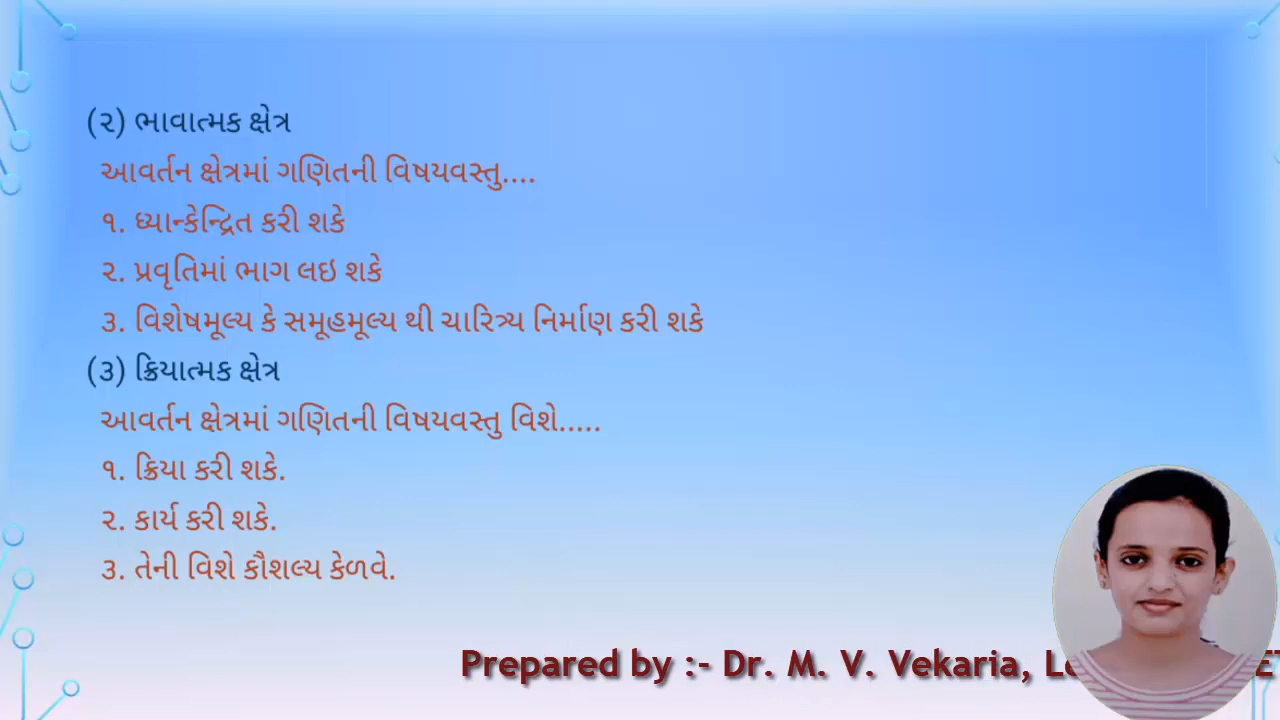 (૨) ભાવાત્મક ક્ષેત્ર
આવર્તન ક્ષેત્રમાં ગણિતની વિષયવસ્તુ....
૧. ધ્યાન્કેન્દ્રિત કરી શકે
૨. પ્રવૃતિમાં ભાગ લઇ શકે
૩. વિશેષમૂલ્ય કે સમૂહમૂલ્ય થી ચારિત્ર્ય નિર્માણ કરી શકે
(૩) ક્રિયાત્મક ક્ષેત્ર
આવર્તન ક્ષેત્રમાં ગણિતની વિષયવસ્તુ વિશે.....
૧. ક્રિયા કરી શકે.
૨. કાર્ય કરી શકે.
૩. તેની વિશે કૌશલ્ય કેળવે.
Prepared by :- Dr. M. V. Vekaria,